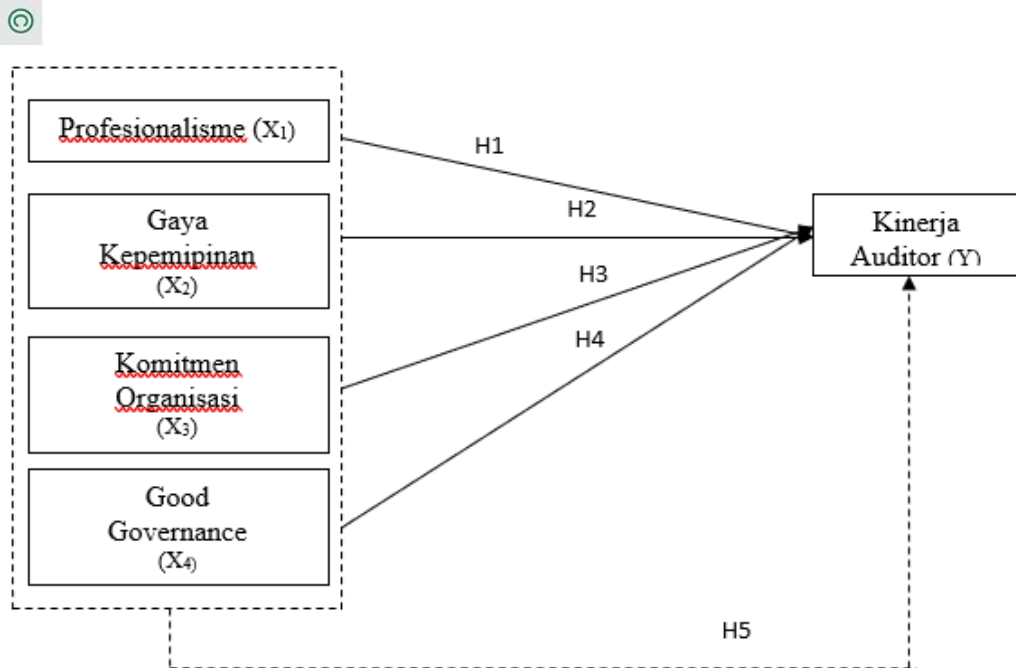 Profesionalisme (X1)
H1
Gaya
Kepemipinan
(X2)
H2
Kinerja
Auditor (Y)
H3
Komitmen
Organisasi
(X3)
H4
Good
Governance
(X4)
H5